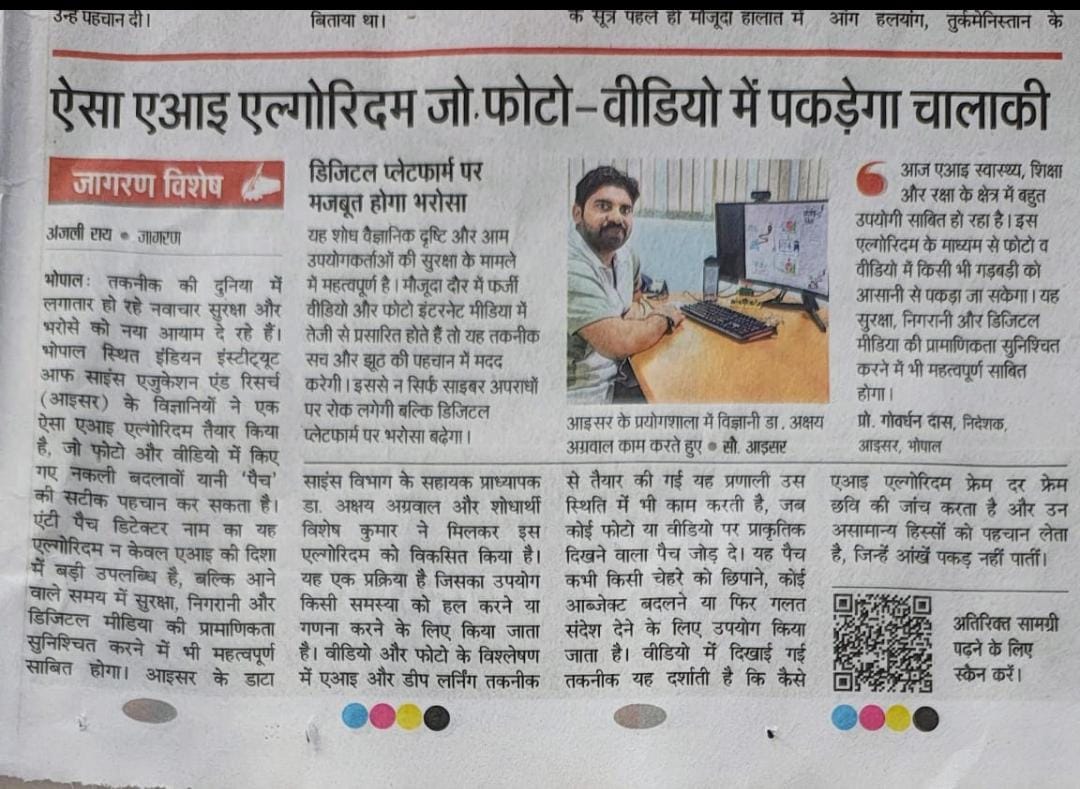 उन्हें पहचान दी।
बिताया था।
के सूत्र पहले ही मौजूदा हालात में
आंग हलयांग, तुर्कमेनिस्तान के
ऐसा एआइ एल्गोरिदम जो फोटो-वीडियो में पकड़ेगा चालाकी
जागरण विशेष
अंजली राय ● जागरण
भोपाल: तकनीक की दुनिया में
लगातार हो रहे नवाचार सुरक्षा और
भरोसे को नया आयाम दे रहे हैं।
भोपाल स्थित इंडियन इंस्टीट्यूट
आफ साइंस एजुकेशन एंड रिसर्च
(आइसर) के विज्ञानियों ने एक
ऐसा एआइ एल्गोरिदम तैयार किया
है, जो फोटो और वीडियो में किए
गए नकली बदलावों यानी 'पैच'
की सटीक पहचान कर सकता है।
एंटी पैच डिटेक्टर नाम का यह
एल्गोरिदम न केवल एआइ की दिशा
में बड़ी उपलब्धि है, बल्कि आने
वाले समय में सुरक्षा, निगरानी और
डिजिटल मीडिया की प्रामाणिकता
सुनिश्चित करने में भी महत्वपूर्ण
साबित होगा। आइसर के डाटा
डिजिटल प्लेटफार्म पर
मजबूत होगा भरोसा
यह शोध वैज्ञानिक दृष्टि और आम
उपयोगकर्ताओं की सुरक्षा के मामले
में महत्वपूर्ण है। मौजूदा दौर में फर्जी
वीडियो और फोटो इंटरनेट मीडिया में
तेजी से प्रसारित होते हैं तो यह तकनीक
सच और झूठ की पहचान में मदद
करेगी। इससे न सिर्फ साइबर अपराधों
पर रोक लगेगी बल्कि डिजिटल
प्लेटफार्म पर भरोसा बढ़ेगा।
आइसर के प्रयोगशाला में विज्ञानी डा. अक्षय
अग्रवाल काम करते हुए ● सौ. आइसर
आज एआइ स्वास्थ्य, शिक्षा
और रक्षा के क्षेत्र में बहुत
उपयोगी साबित हो रहा है। इस
एल्गोरिदम के माध्यम से फोटो व
वीडियो में किसी भी गड़बड़ी को
आसानी से पकड़ा जा सकेगा। यह
सुरक्षा, निगरानी और डिजिटल
मीडिया की प्रामाणिकता सुनिश्चित
करने में भी महत्वपूर्ण साबित
होगा।
प्रो. गोवर्धन दास, निदेशक,
आइसर, भोपाल
साइंस विभाग के सहायक प्राध्यापक
डा. अक्षय अग्रवाल और शोधार्थी
विशेष कुमार ने मिलकर इस
एल्गोरिदम को विकसित किया है।
यह एक प्रक्रिया है जिसका उपयोग
किसी समस्या को हल करने या
गणना करने के लिए किया जाता
है। वीडियो और फोटो के विश्लेषण
में एआइ और डीप लर्निंग तकनीक
से तैयार की गई यह प्रणाली उस
स्थिति में भी काम करती है, जब
कोई फोटो या वीडियो पर प्राकृतिक
दिखने वाला पैच जोड़ दे। यह पैच
कभी किसी चेहरे को छिपाने, कोई
आब्जेक्ट बदलने या फिर गलत
संदेश देने के लिए उपयोग किया
जाता है। वीडियो में दिखाई गई
तकनीक यह दर्शाती है कि कैसे
एआइ एल्गोरिदम फ्रेम दर फ्रेम
छवि की जांच करता है और उन
असामान्य हिस्सों को पहचान लेता
है, जिन्हें आंखें पकड़ नहीं पातीं।
अतिरिक्त सामग्री
पढ़ने के लिए
स्कैन करें।